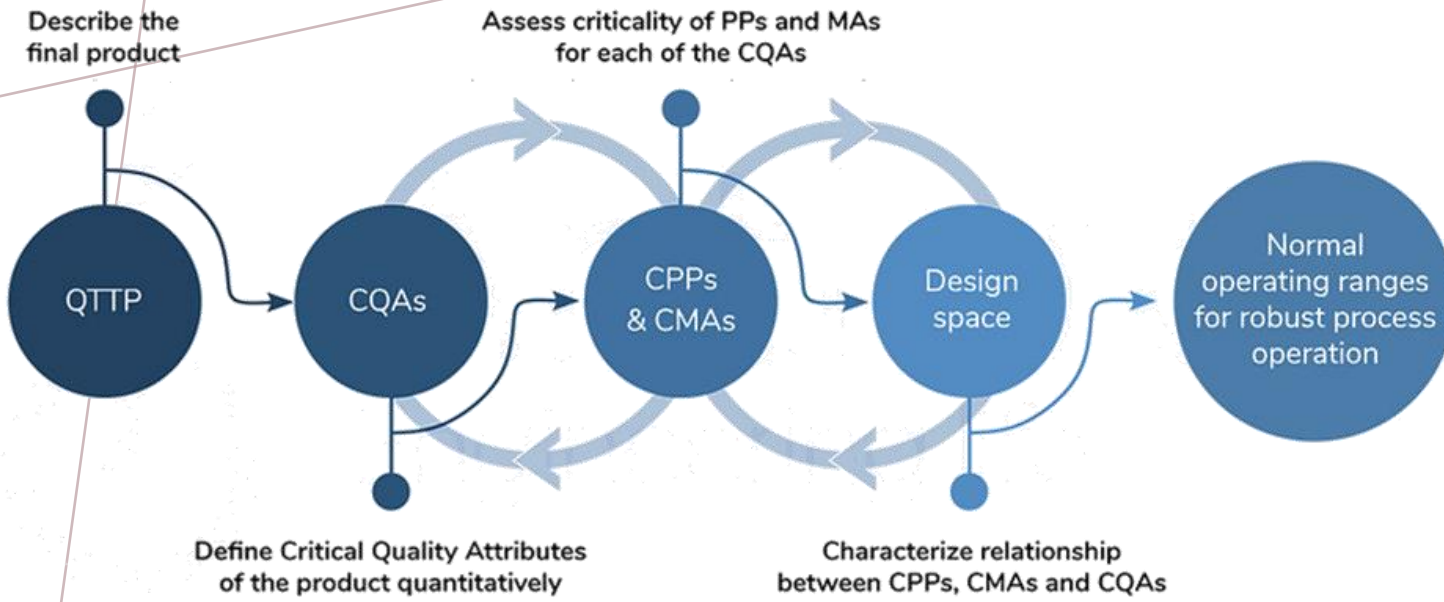 Describe the
final product
Assess criticality of PPs and MAs
for each of the CQAs
QTTP
CQAs
CPPs
& CMAs
Design
space
Normal
operating ranges
for robust process
operation
Define Critical Quality Attributes
of the product quantitatively
Characterize relationship
between CPPs, CMAs and CQAs